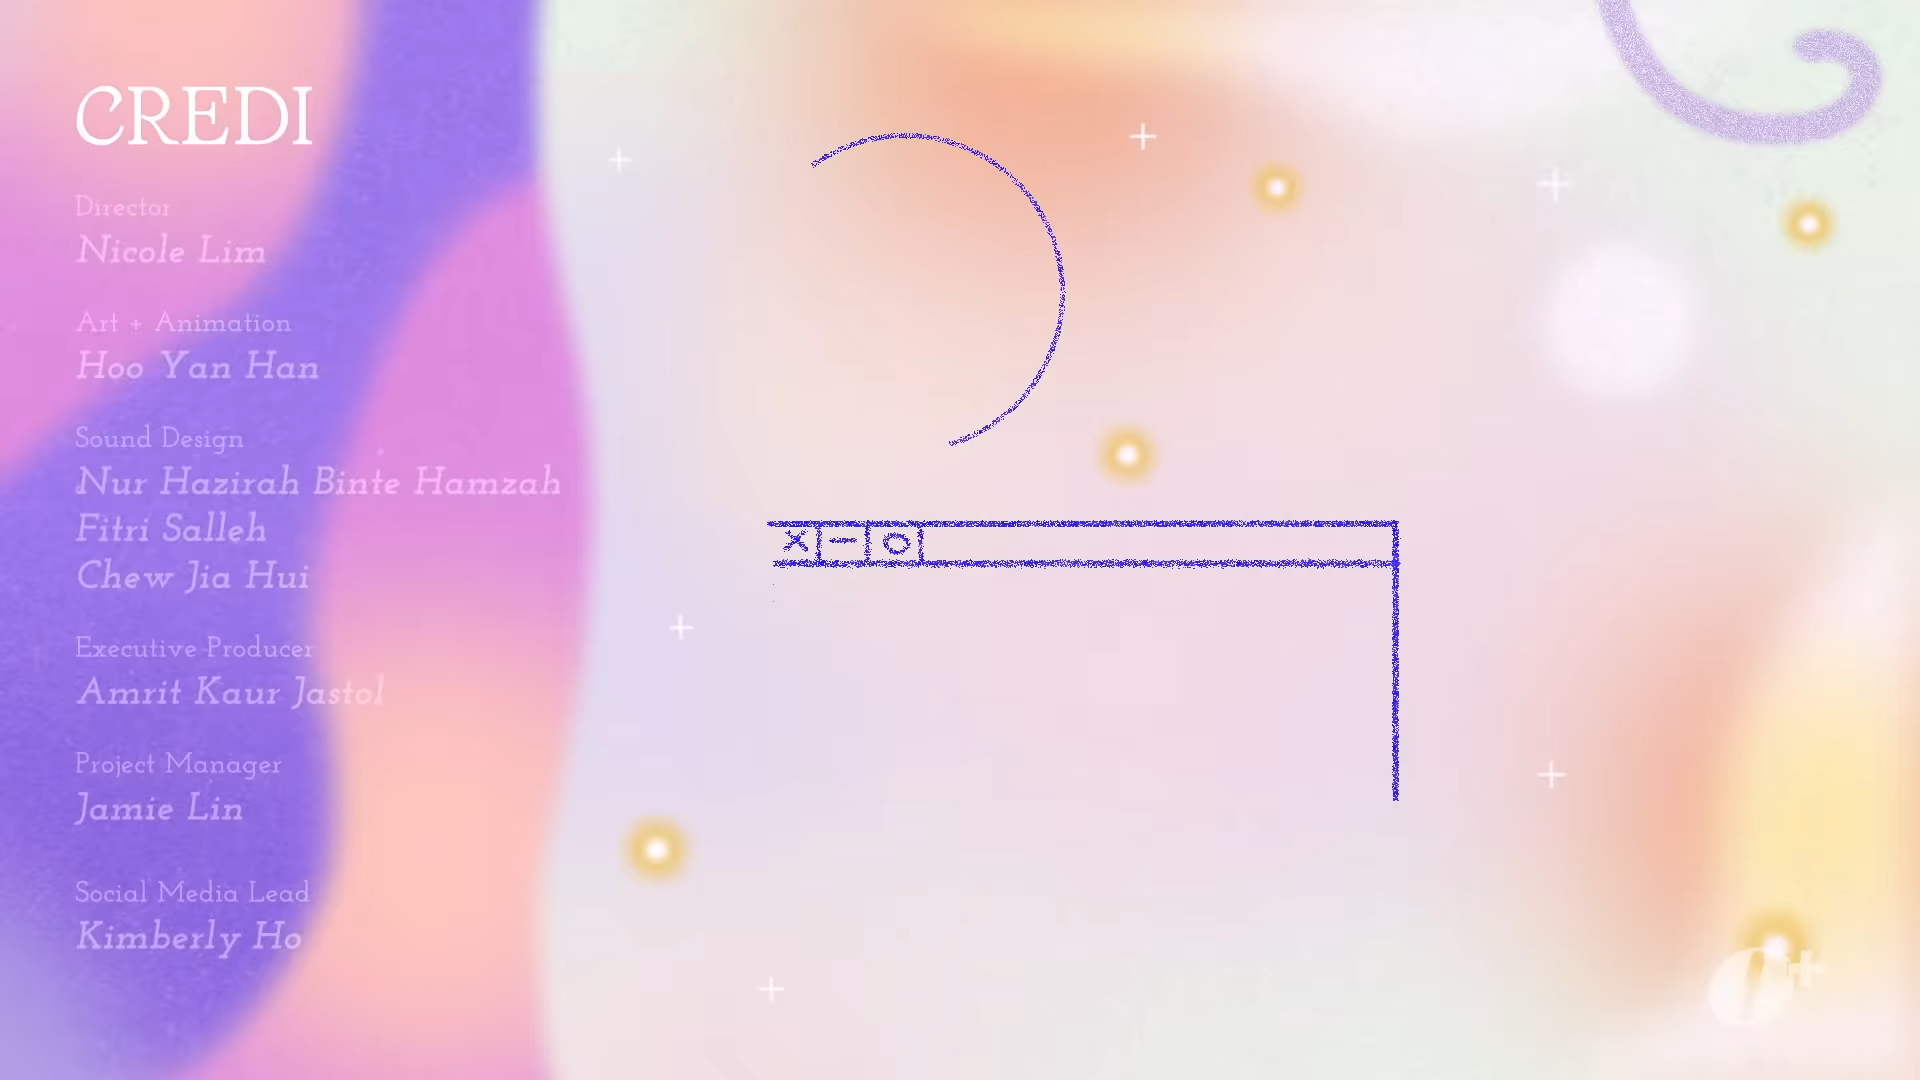 CREDI
Director
Nicole Lim
Art + Animation
Hoo Yan Han
Sound Design
Nur Hazirah Binte Hamzah
Fitri Salleh
Chew Jia Hui
Executive Producer
Amrit Kaur Jastol
Project Manager
Jamie Lin
Social Media Lead
Kimberly Ho